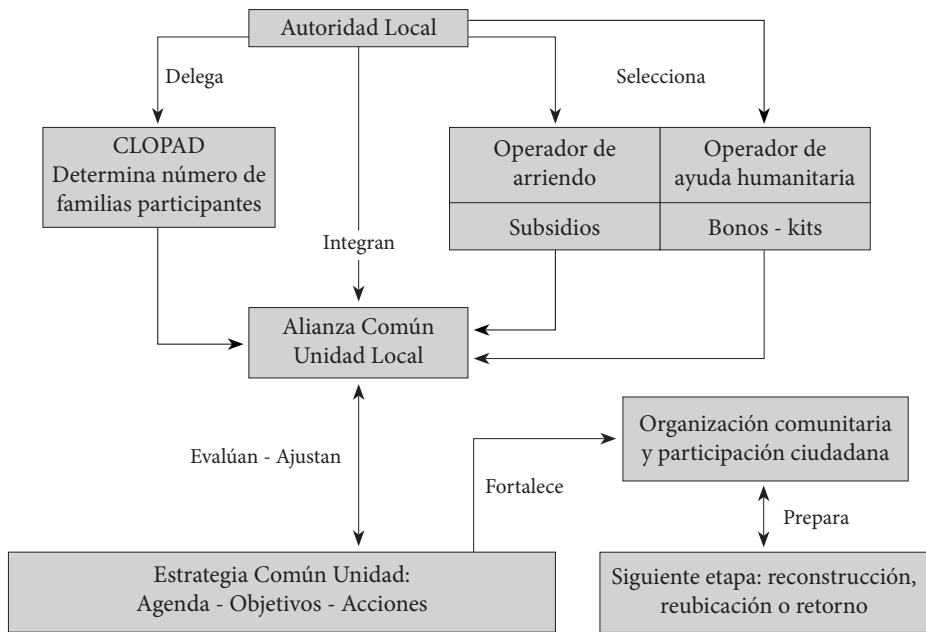 Autoridad Local
Delega
Selecciona
CLOPAD
Determina número de
familias participantes
Operador de
arriendo
Operador de
ayuda humanitaria
Subsidios
Bonos - kits
Integran
Alianza Común
Unidad Local
Evalúan - Ajustan
Organización comunitaria
y participación ciudadana
Fortalece
Prepara
Estrategia Común Unidad:
Agenda - Objetivos - Acciones
Siguiente etapa: reconstrucción,
reubicación o retorno